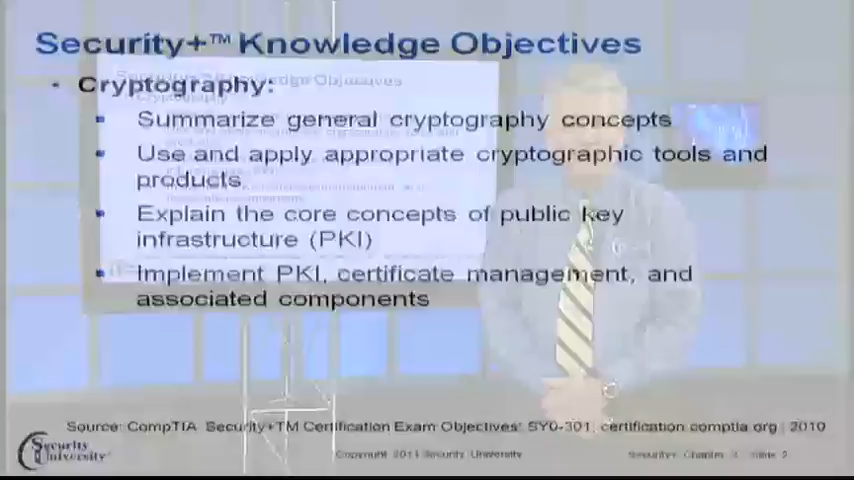 Security+™ Knowledge Objectives
Cryptography:
Summarize general cryptography concepts
Use and apply appropriate cryptographic tools and
products
Explain the core concepts of public key
infrastructure (PKI)
Implement PKI, certificate management, and
associated components
Source: CompTIA Security+TM Certification Exam Objectives: SY0-301, certification.comptia.org 2010
Security
University
Copyright 2011 Security University